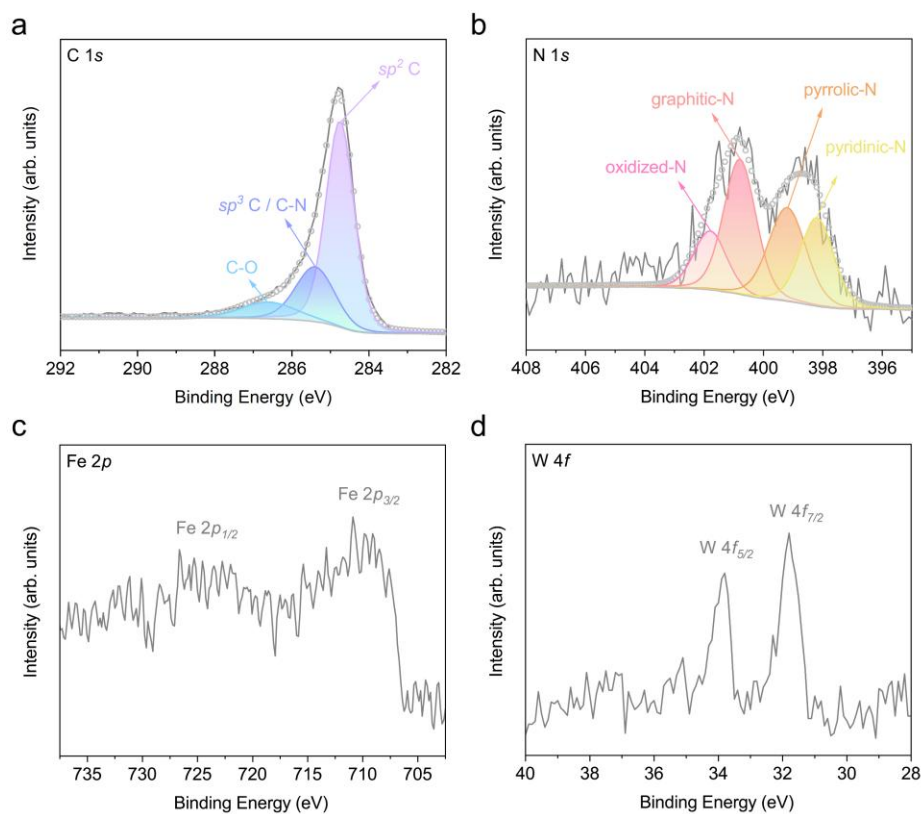 a
C 1s
sp² C
sp³ C / C-N
C-O
Intensity (arb. units)
292 290 288 286 284 282
Binding Energy (eV)
b
N 1s
graphitic-N
pyrrolic-N
oxidized-N
pyridinic-N
Intensity (arb. units)
408 406 404 402 400 398 396
Binding Energy (eV)
c
Fe 2p
Fe 2p3/2
Fe 2p1/2
Intensity (arb. units)
735 730 725 720 715 710 705
Binding Energy (eV)
d
W 4f
W 4f7/2
W 4f5/2
Intensity (arb. units)
40 38 36 34 32 30 28
Binding Energy (eV)